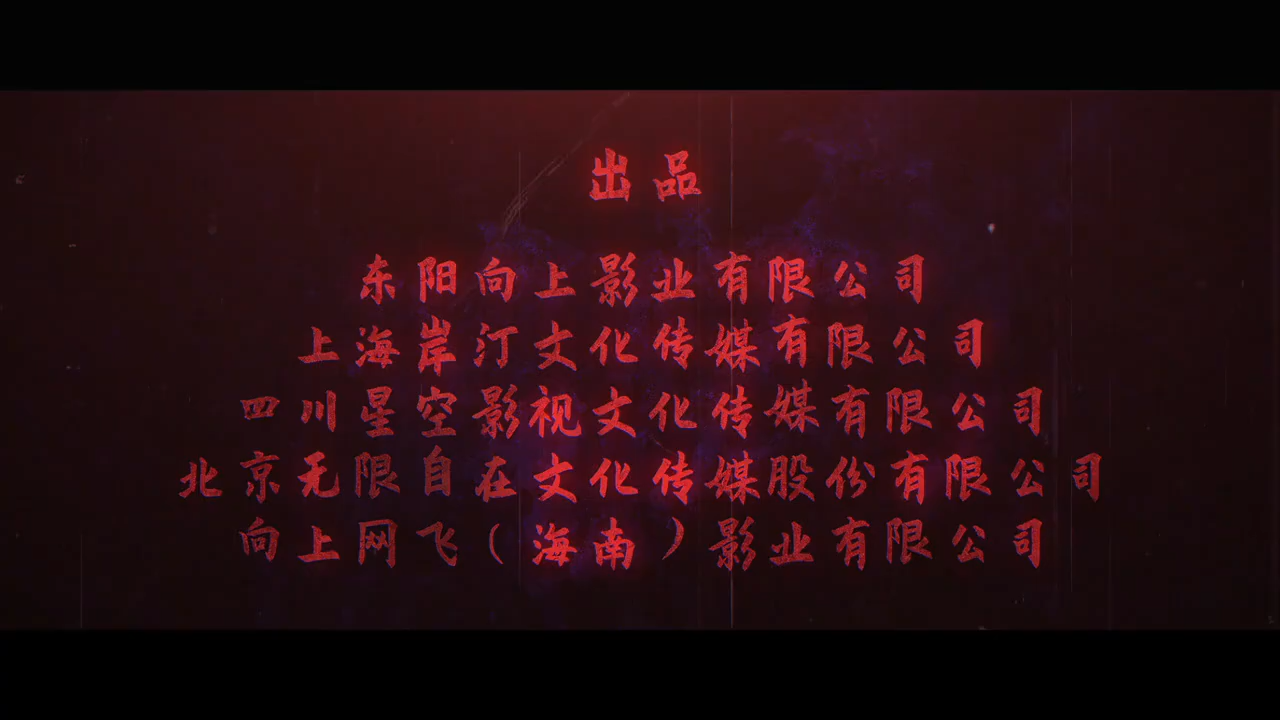 出品
东阳向上影业有限公司
上海岸汀文化传媒有限公司
四川星空影视文化传媒有限公司
北京无限自在文化传媒股份有限公司
向上网飞（海南）影业有限公司